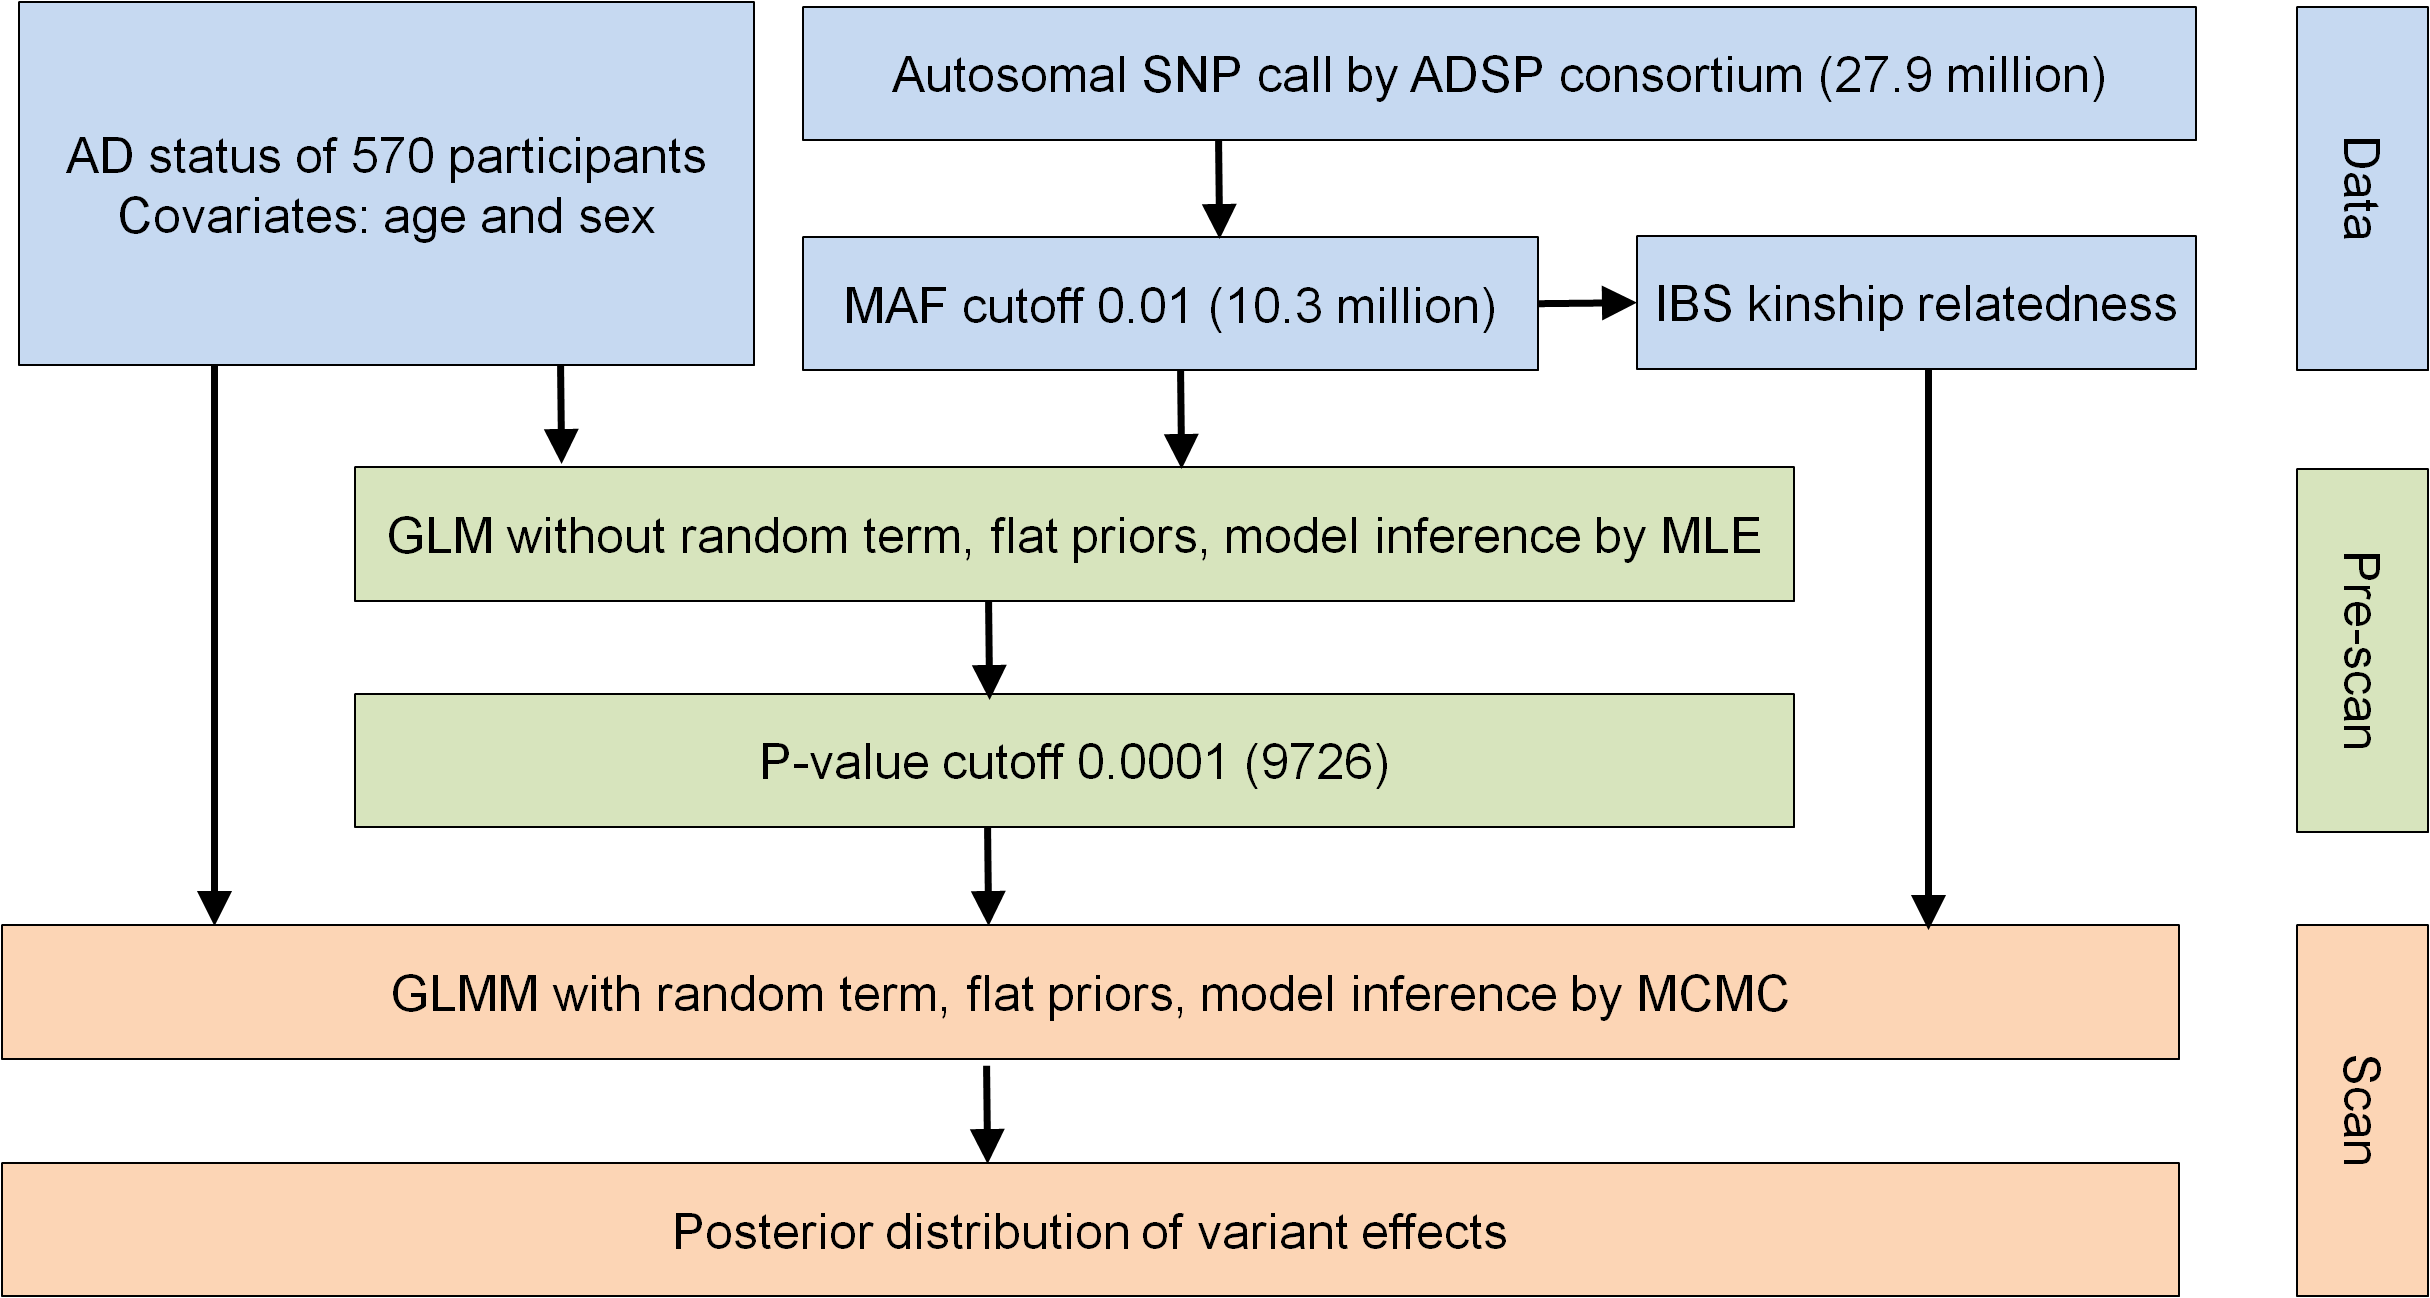 AD status of 570 participants
Covariates: age and sex
Autosomal SNP call by ADSP consortium (27.9 million)
MAF cutoff 0.01 (10.3 million)
IBS kinship relatedness
Data
GLM without random term, flat priors, model inference by MLE
P-value cutoff 0.0001 (9726)
Pre-scan
GLMM with random term, flat priors, model inference by MCMC
Posterior distribution of variant effects
Scan